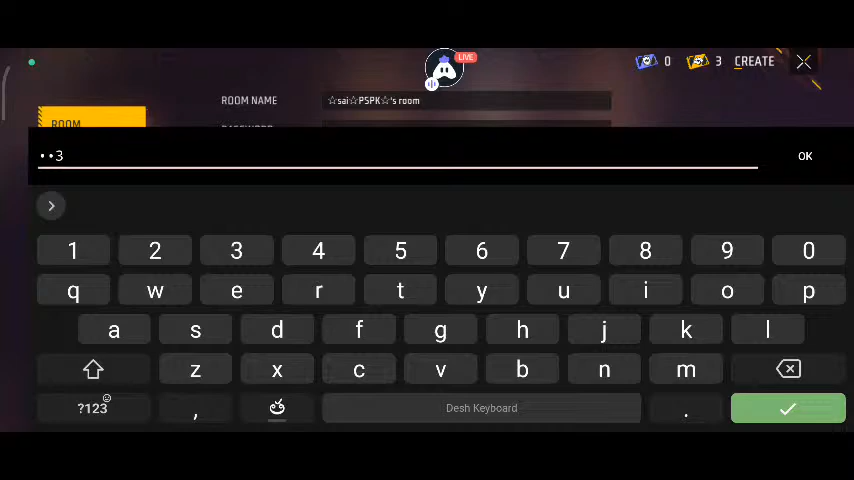 LIVE
0 3 CREATE
ROOM NAME ☆sai☆PSPK☆'s room
ROOM
PASSWORD
••3
OK
1 2 3 4 5 6 7 8 9 0
q w e r t y u i o p
a s d f g h j k l
z x c v b n m
?123 , Desh Keyboard .